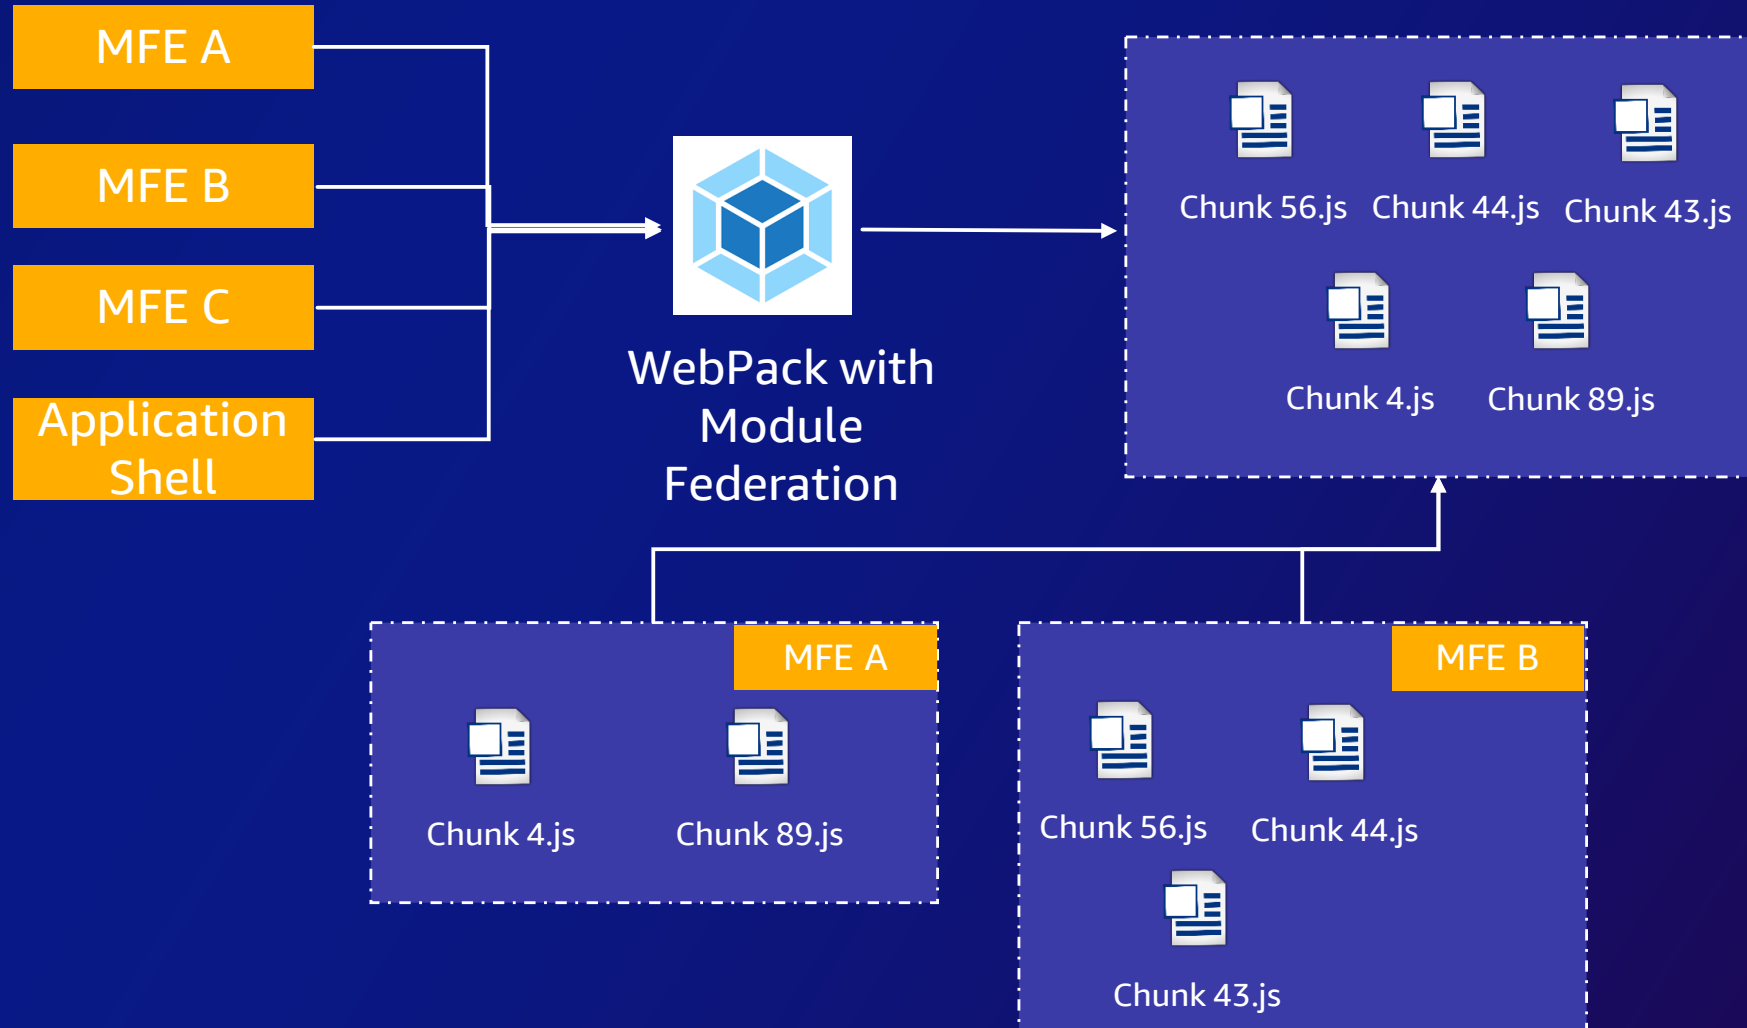 MFE A
MFE B
MFE C
Application
Shell
WebPack with
Module
Federation
Chunk 56.js
Chunk 44.js
Chunk 43.js
Chunk 4.js
Chunk 89.js
MFE A
Chunk 4.js
Chunk 89.js
MFE B
Chunk 56.js
Chunk 44.js
Chunk 43.js